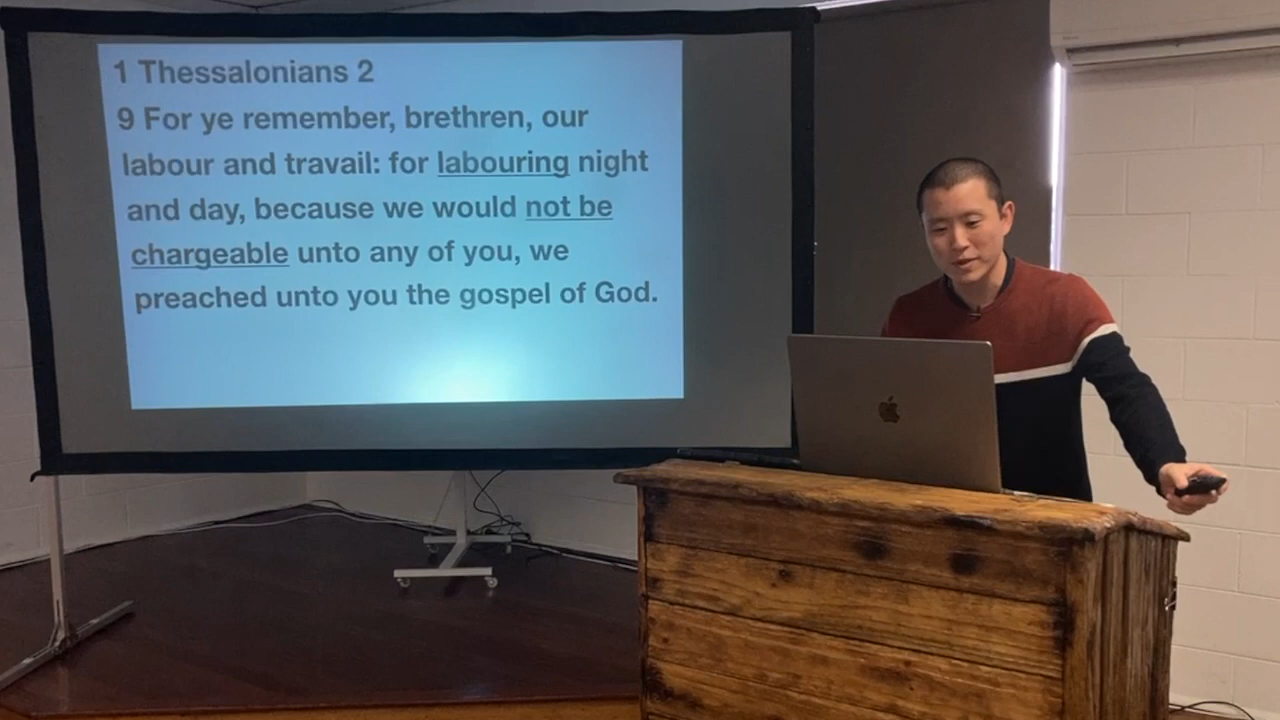 1 Thessalonians 2
9 For ye remember, brethren, our
labour and travail: for labouring night
and day, because we would not be
chargeable unto any of you, we
preached unto you the gospel of God.